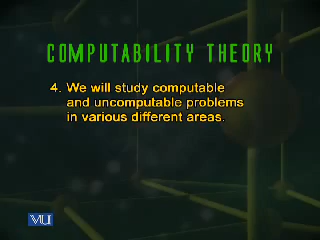 COMPUTABILITY THEORY
4. We will study computable
and uncomputable problems
in various different areas.
VU